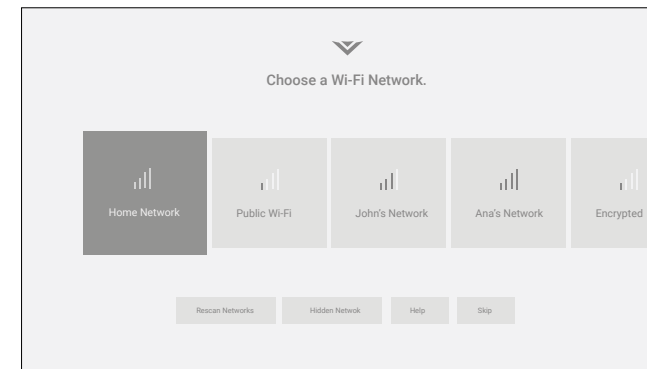 Choose a Wi-Fi Network.
Home Network
Public Wi-Fi
John's Network
Ana's Network
Encrypted
Rescan Networks
Hidden Netwok
Help
Skip